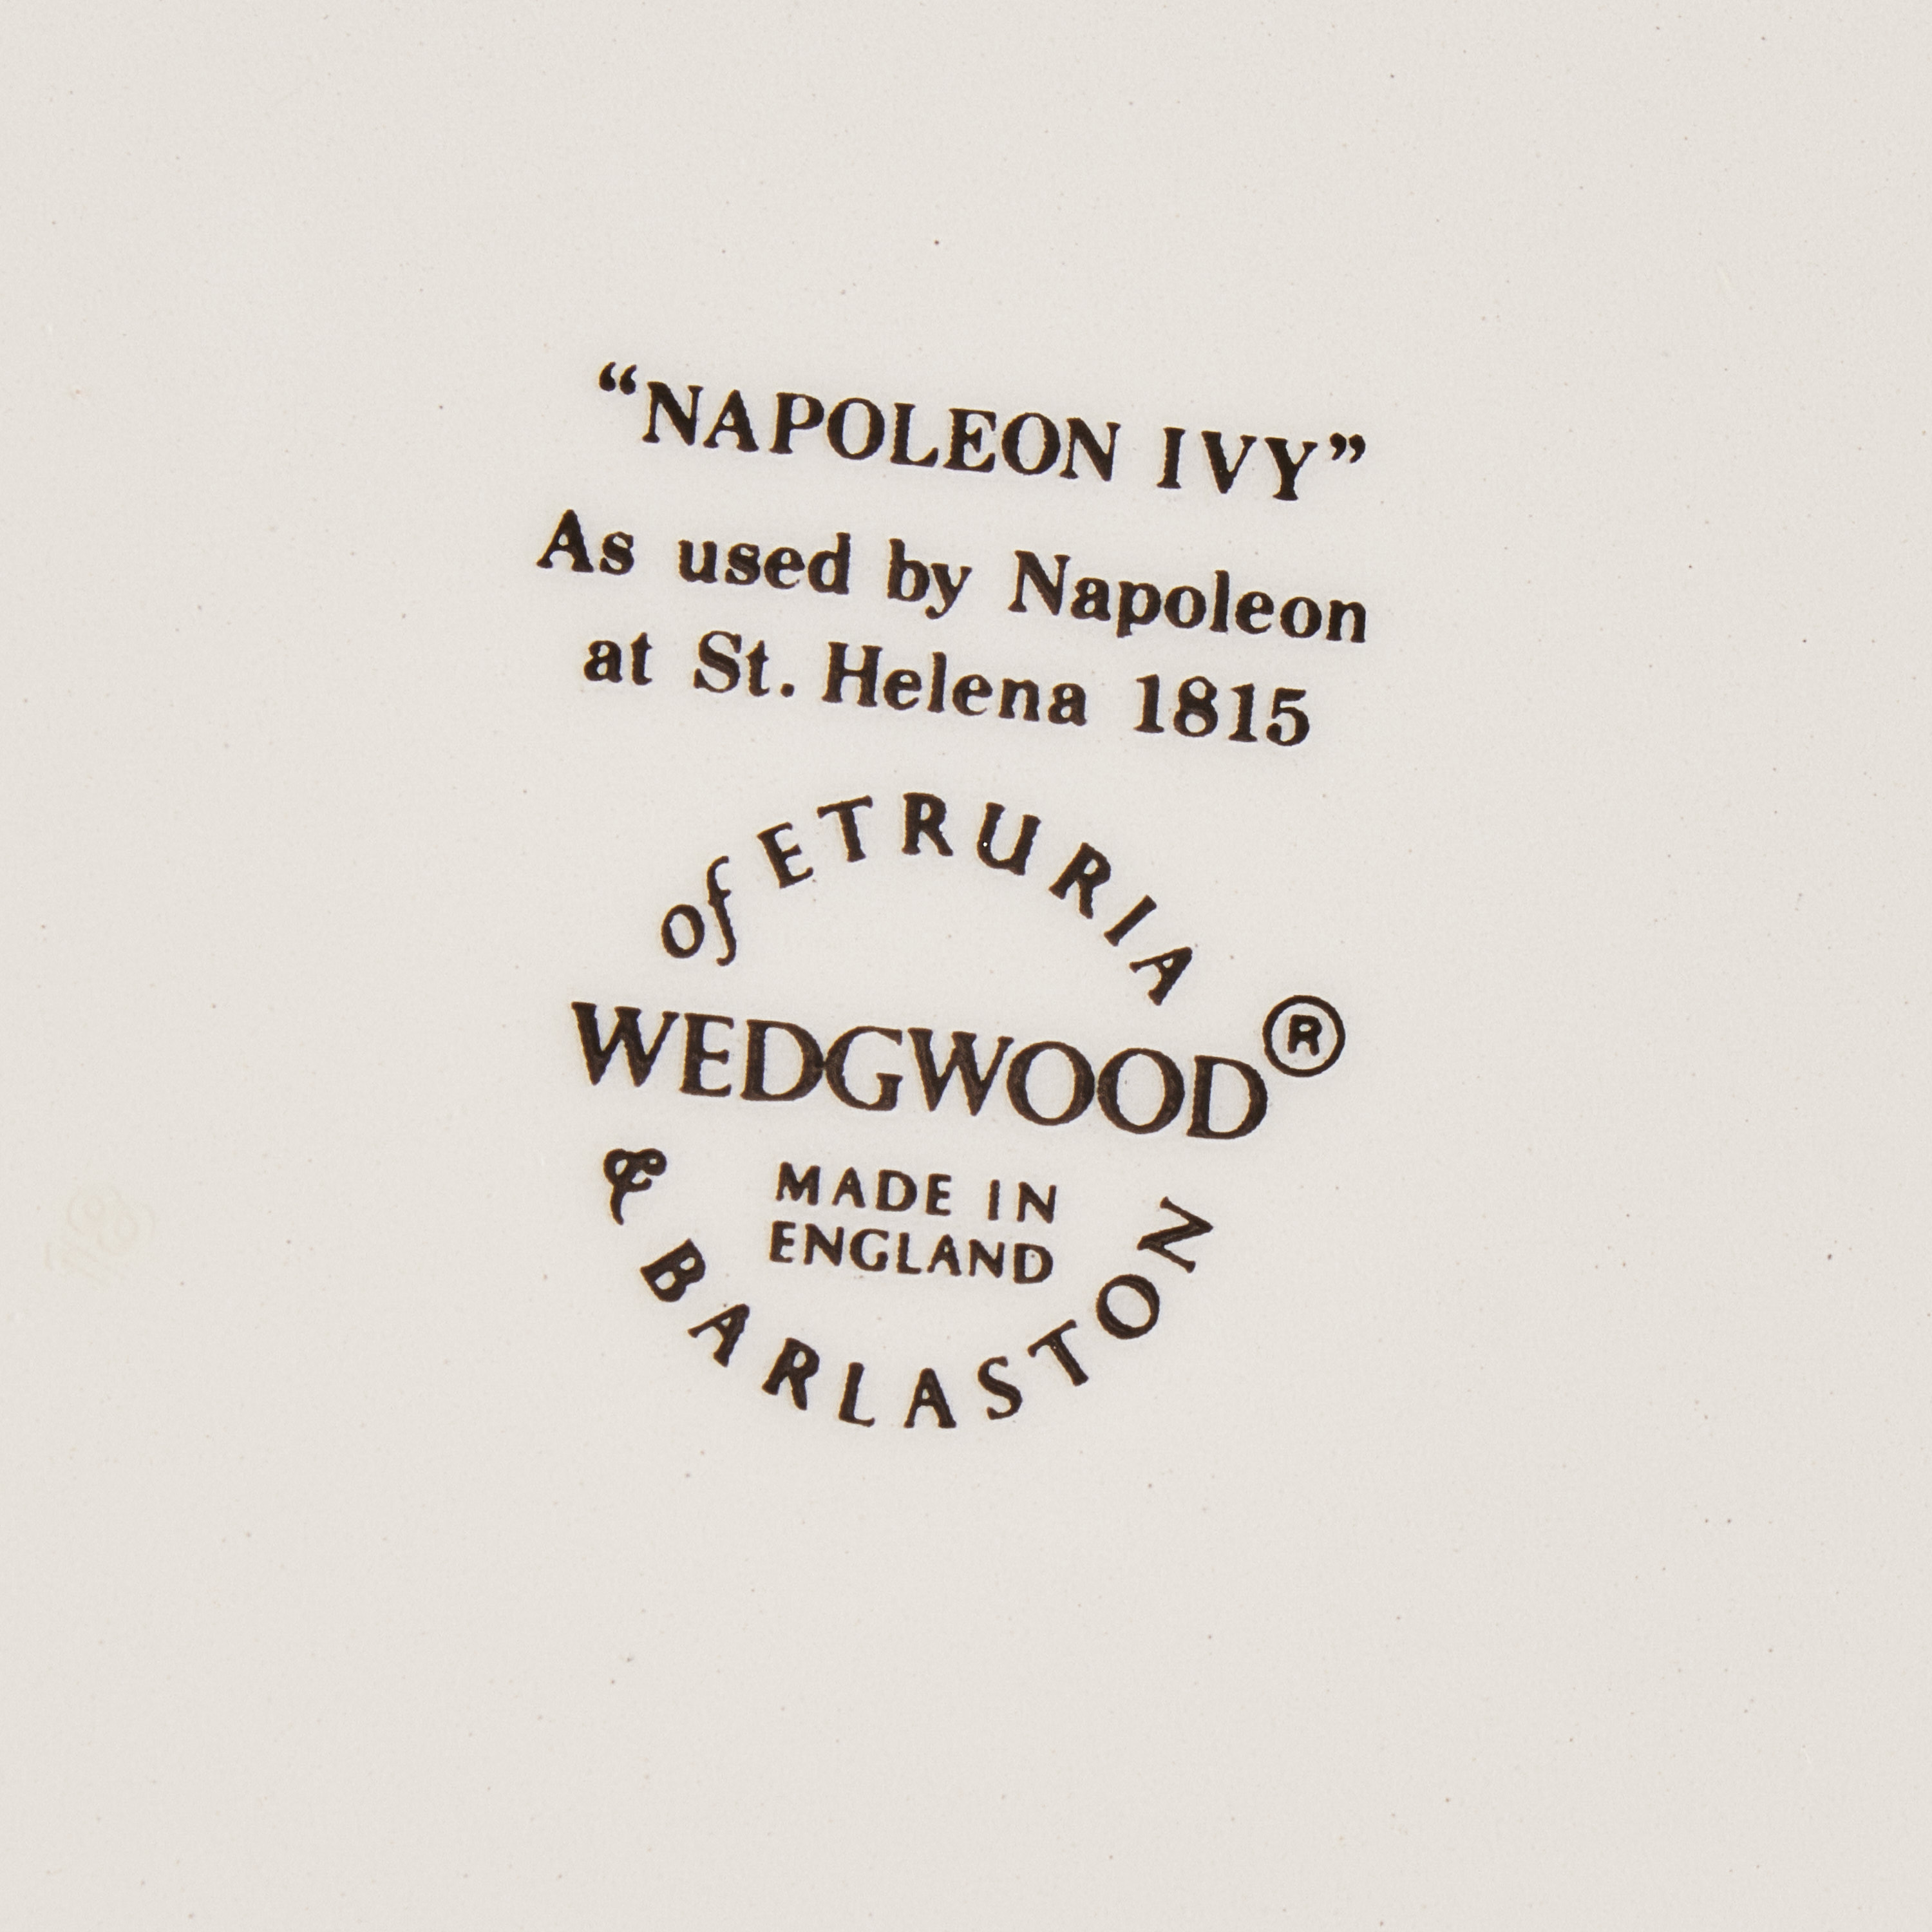 “NAPOLEON IVY”
As used by Napoleon
at St. Helena 1815
of ETRURIA
WEDGWOOD®
MADE IN
ENGLAND
& BARLASTON